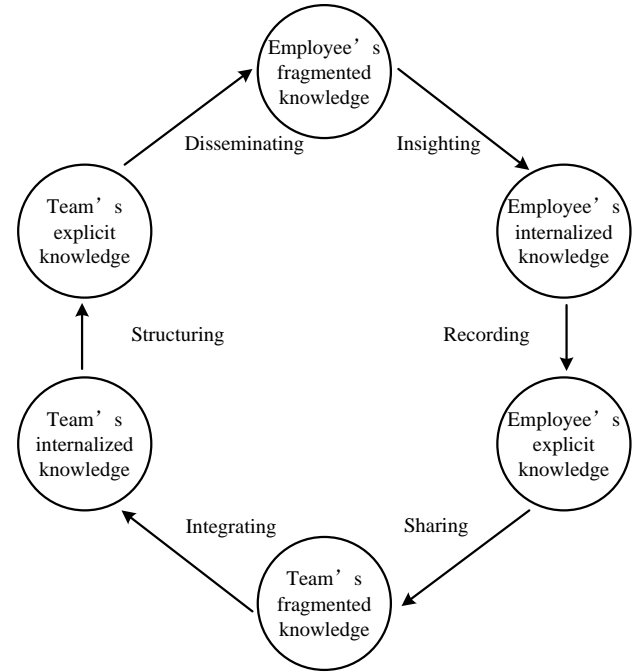 Employee’s
fragmented
knowledge
Disseminating
Insighting
Team’s
explicit
knowledge
Employee’s
internalized
knowledge
Structuring
Recording
Team’s
internalized
knowledge
Employee’s
explicit
knowledge
Integrating
Sharing
Team’s
fragmented
knowledge